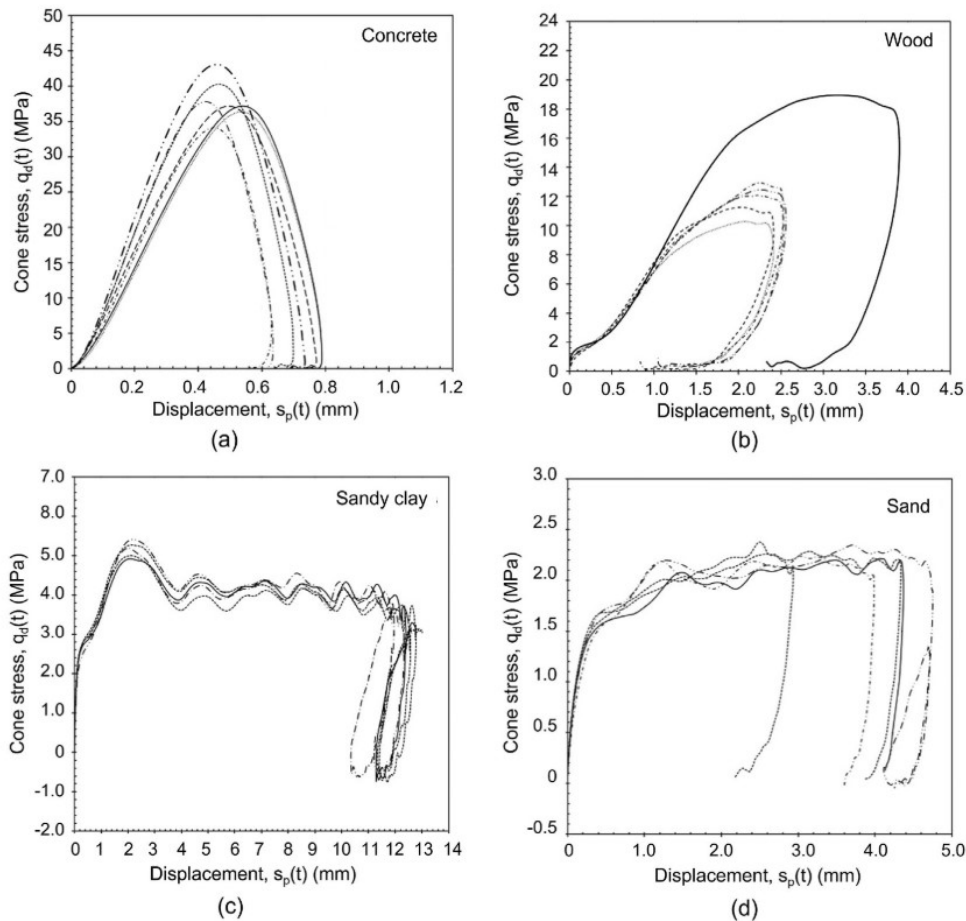 Concrete
Cone stress, q_d(t) (MPa)
50
45
40
35
30
25
20
15
10
5
0
0 0.2 0.4 0.6 0.8 1.0 1.2
Displacement, s_p(t) (mm)
(a)
Wood
Cone stress, q_d(t) (MPa)
24
22
20
18
16
14
12
10
8
6
4
2
0
0 0.5 1.0 1.5 2.0 2.5 3.0 3.5 4.0 4.5
Displacement, s_p(t) (mm)
(b)
Sandy clay
Cone stress, q_d(t) (MPa)
7.0
6.0
5.0
4.0
3.0
2.0
1.0
0
-1.0
-2.0
0 1 2 3 4 5 6 7 8 9 10 11 12 13 14
Displacement, s_p(t) (mm)
(c)
Sand
Cone stress, q_d(t) (MPa)
3.0
2.5
2.0
1.5
1.0
0.5
0
-0.5
0 1.0 2.0 3.0 4.0 5.0
Displacement, s_p(t) (mm)
(d)